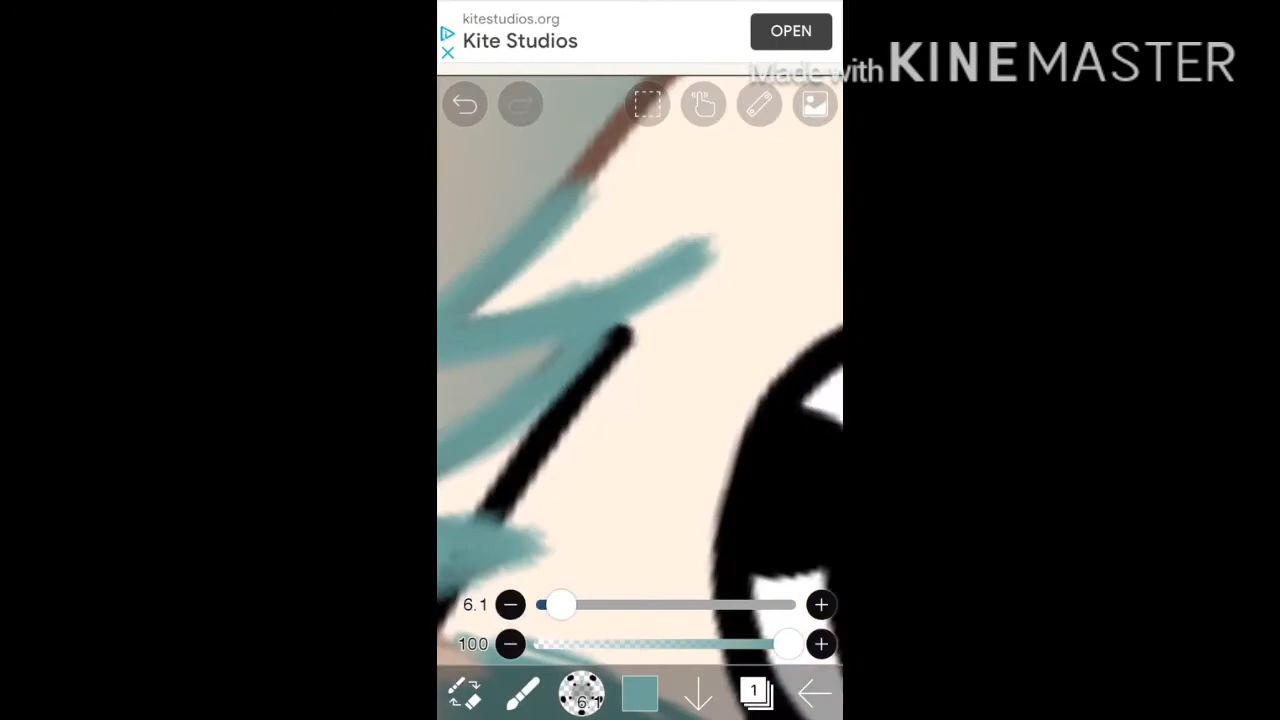 kitestudios.org
Kite Studios
OPEN
Made with KINEMASTER
6.1
100
6.1
1